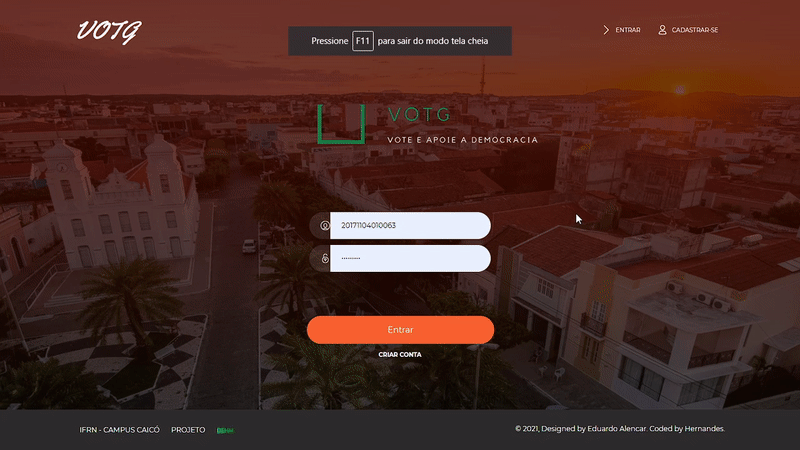 VOTG
Pressione F11 para sair do modo tela cheia
ENTRAR
CADASTRAR-SE
VOTG
VOTE E APOIE A DEMOCRACIA
20171104010063
Entrar
CRIAR CONTA
IFRN - CAMPUS CAICÓ
PROJETO
© 2021, Designed by Eduardo Alencar. Coded by Hernandes.